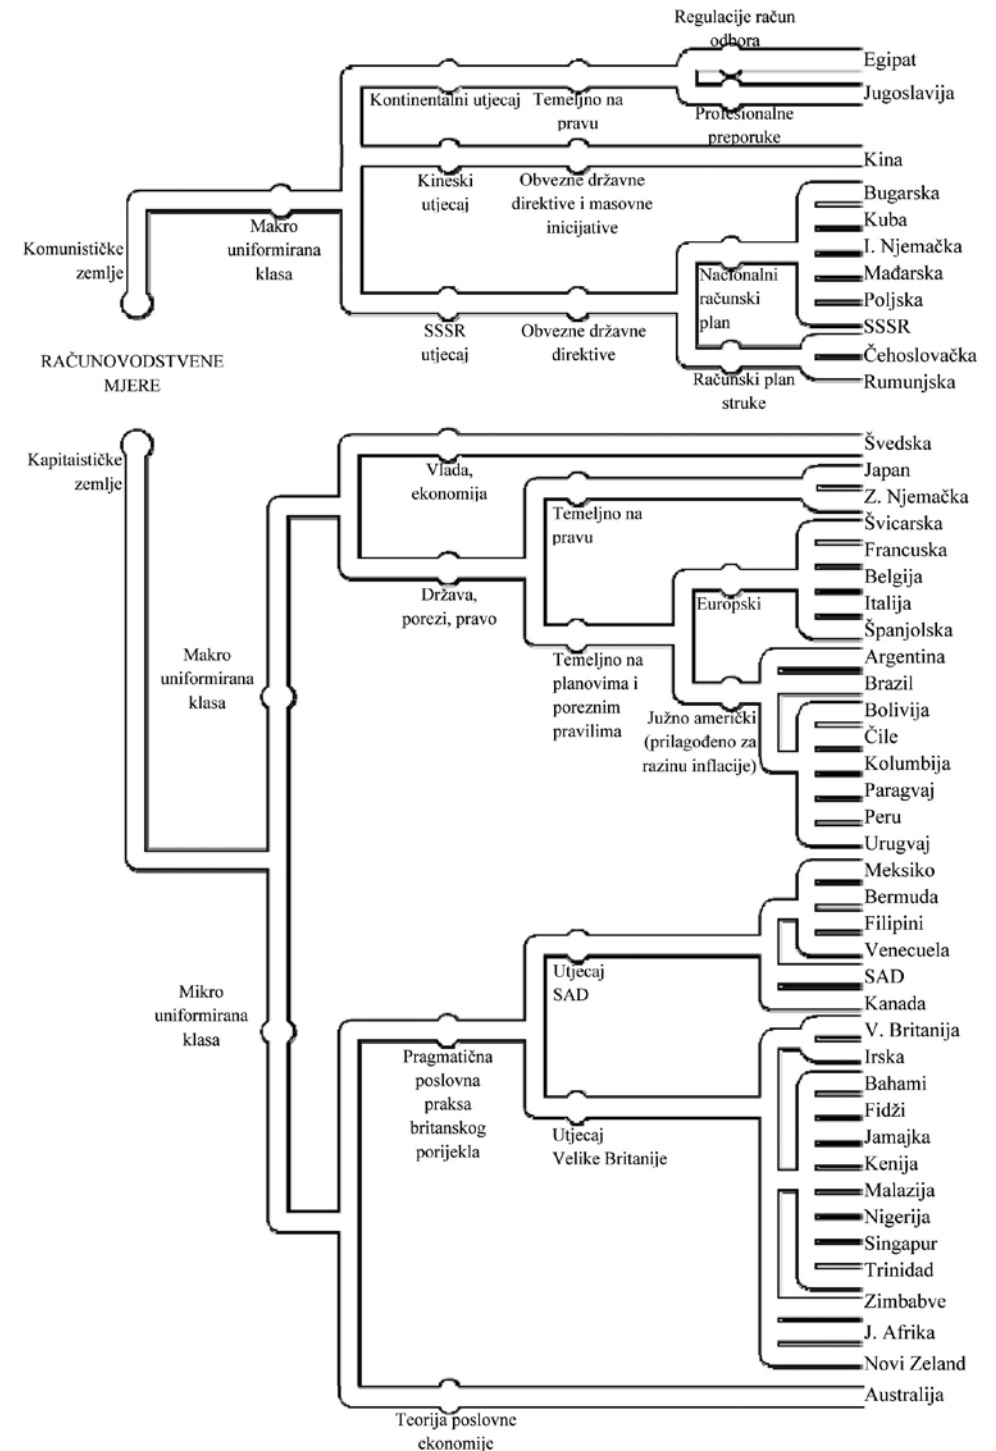 Regulacije račun
odbora
Egipat
Kontinentalni utjecaj
Temeljno na
pravu
Jugoslavija
Profesionalne
preporuke
Kina
Kineski
utjecaj
Obvezne državne
direktive i masovne
inicijative
Komunističke
zemlje
Makro
uniformirana
klasa
Bugarska
Kuba
I. Njemačka
Mađarska
Poljska
SSSR
Nacionalni
računski
plan
SSSR
utjecaj
Obvezne državne
direktive
Čehoslovačka
Rumunjska
Računski plan
struke
RAČUNOVODSTVENE
MJERE
Kapitaističke
zemlje
Švedska
Vlada,
ekonomija
Japan
Z. Njemačka
Temeljno na
pravu
Švicarska
Francuska
Belgija
Italija
Španjolska
Država,
porezi, pravo
Europski
Makro
uniformirana
klasa
Temeljno na
planovima i
poreznim
pravilima
Argentina
Brazil
Bolivija
Čile
Kolumbija
Paragvaj
Peru
Urugvaj
Južno američki
(prilagođeno za
razinu inflacije)
Meksiko
Bermuda
Filipini
Venecuela
SAD
Kanada
Utjecaj
SAD
Mikro
uniformirana
klasa
Pragmatična
poslovna
praksa
britanskog
porijekla
V. Britanija
Irska
Bahami
Fidži
Jamajka
Kenija
Malazija
Nigerija
Singapur
Trinidad
Zimbabve
J. Afrika
Novi Zeland
Utjecaj
Velike Britanije
Australija
Teorija poslovne
ekonomije